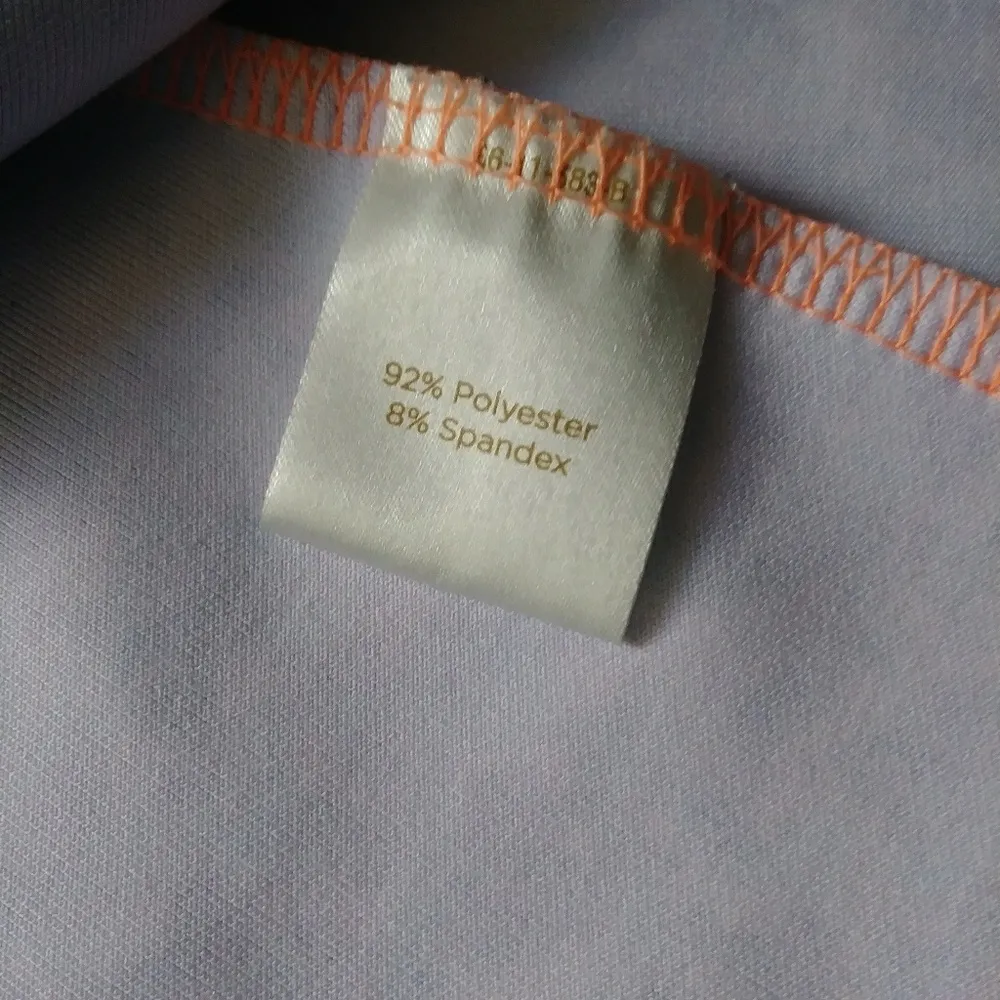 92% Polyester
8% Spandex